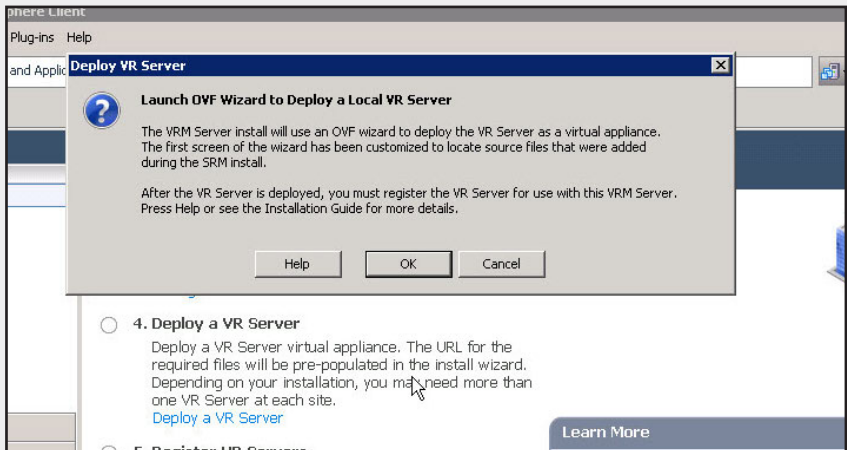 phere Client
Plug-ins Help
and Applic
Deploy VR Server
Launch OVF Wizard to Deploy a Local VR Server
The VRM Server install will use an OVF wizard to deploy the VR Server as a virtual appliance.
The first screen of the wizard has been customized to locate source files that were added
during the SRM install.
After the VR Server is deployed, you must register the VR Server for use with this VRM Server.
Press Help or see the Installation Guide for more details.
Help OK Cancel
4. Deploy a VR Server
Deploy a VR Server virtual appliance. The URL for the
required files will be pre-populated in the install wizard.
Depending on your installation, you may need more than
one VR Server at each site.
Deploy a VR Server
Learn More
5. Register VR Servers